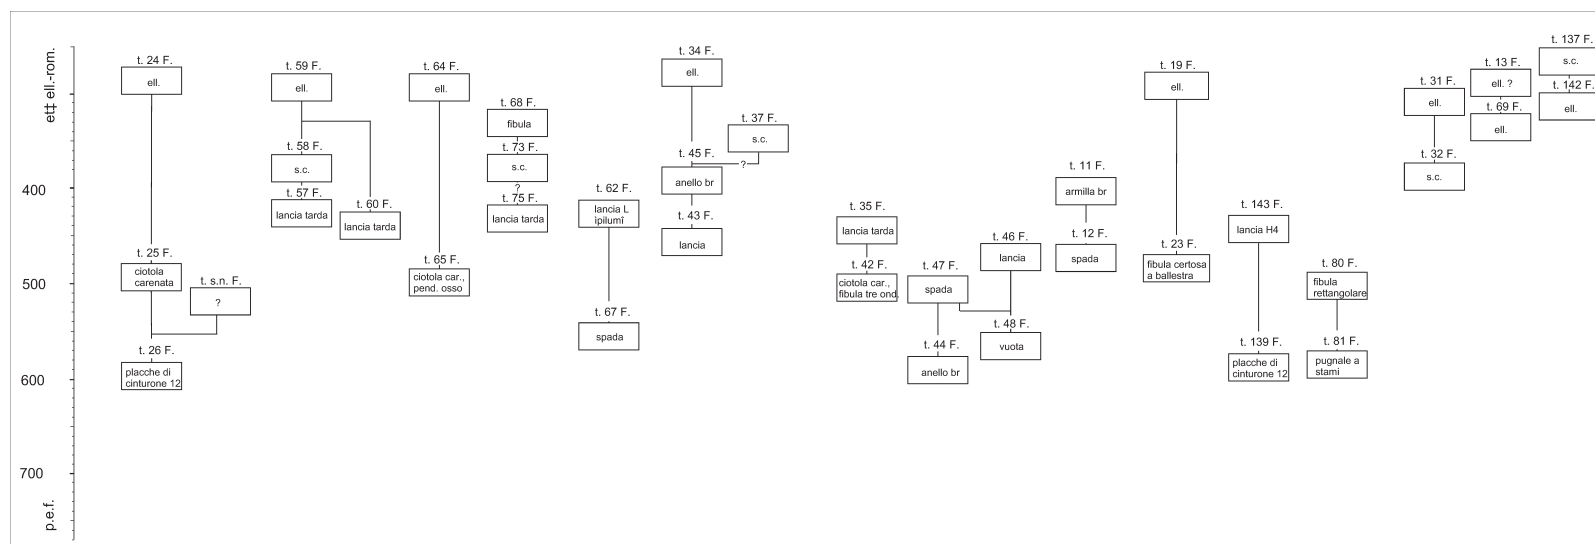 et‡ ell.-rom.
400
500
600
700
p.e.f.
t. 24 F.
ell.
t. 25 F.
ciotola
carenata
t. s.n. F.
?
t. 26 F.
placche di
cinturone 12
t. 59 F.
ell.
t. 58 F.
s.c.
t. 57 F.
lancia tarda
t. 60 F.
lancia tarda
t. 64 F.
ell.
t. 65 F.
ciotola car.,
pend. osso
t. 68 F.
fibula
t. 73 F.
s.c.
?
t. 75 F.
lancia tarda
t. 62 F.
lancia L
ìpilumî
t. 67 F.
spada
t. 34 F.
ell.
t. 37 F.
s.c.
?
t. 45 F.
anello br
t. 43 F.
lancia
t. 35 F.
lancia tarda
t. 42 F.
ciotola car.,
fibula tre ond.
t. 47 F.
spada
t. 44 F.
anello br
t. 46 F.
lancia
t. 48 F.
vuota
t. 11 F.
armilla br
t. 12 F.
spada
t. 19 F.
ell.
t. 23 F.
fibula certosa
a ballestra
t. 143 F.
lancia H4
t. 139 F.
placche di
cinturone 12
t. 80 F.
fibula
rettangolare
t. 81 F.
pugnale a
stami
t. 31 F.
ell.
t. 32 F.
s.c.
t. 13 F.
ell. ?
t. 69 F.
ell.
t. 137 F.
s.c.
t. 142 F.
ell.